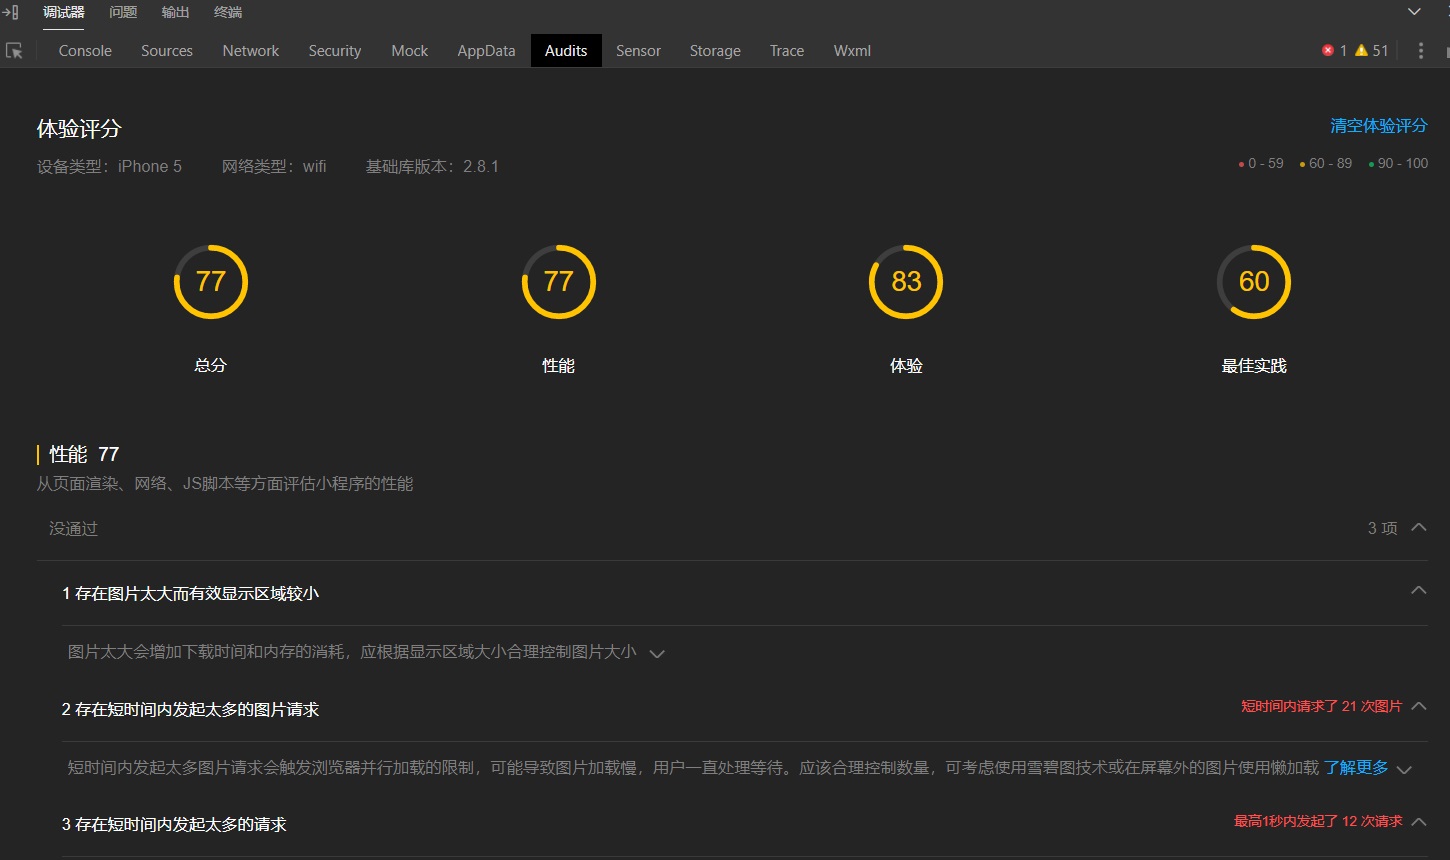 调试器 问题 输出 终端
Console Sources Network Security Mock AppData Audits Sensor Storage Trace Wxml 1 51
体验评分 清空体验评分
设备类型：iPhone 5 网络类型：wifi 基础库版本：2.8.1 0 - 59 60 - 89 90 - 100
77 77 83 60
总分 性能 体验 最佳实践
性能 77
从页面渲染、网络、JS脚本等方面评估小程序的性能
没通过 3 项
1 存在图片太大而有效显示区域较小
图片太大会增加下载时间和内存的消耗，应根据显示区域大小合理控制图片大小
2 存在短时间内发起太多的图片请求 短时间内请求了 21 次图片
短时间内发起太多图片请求会触发浏览器并行加载的限制，可能导致图片加载慢，用户一直处理等待。应该合理控制数量，可考虑使用雪碧图技术或在屏幕外的图片使用懒加载 了解更多
3 存在短时间内发起太多的请求 最高1秒内发起了 12 次请求